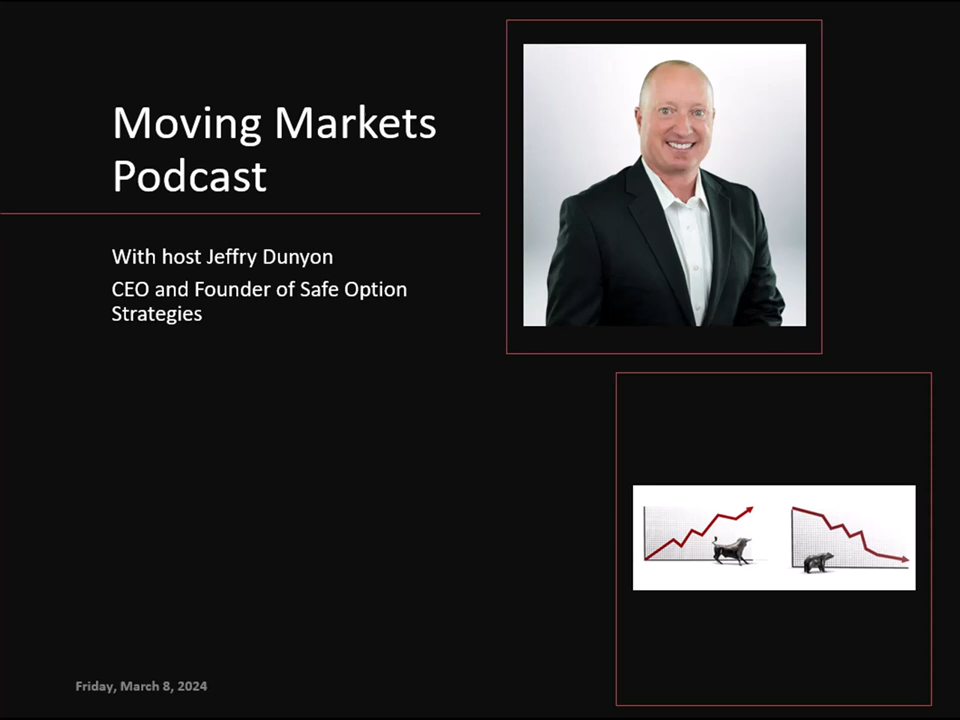 Moving Markets
Podcast
With host Jeffry Dunyon
CEO and Founder of Safe Option
Strategies
Friday, March 8, 2024